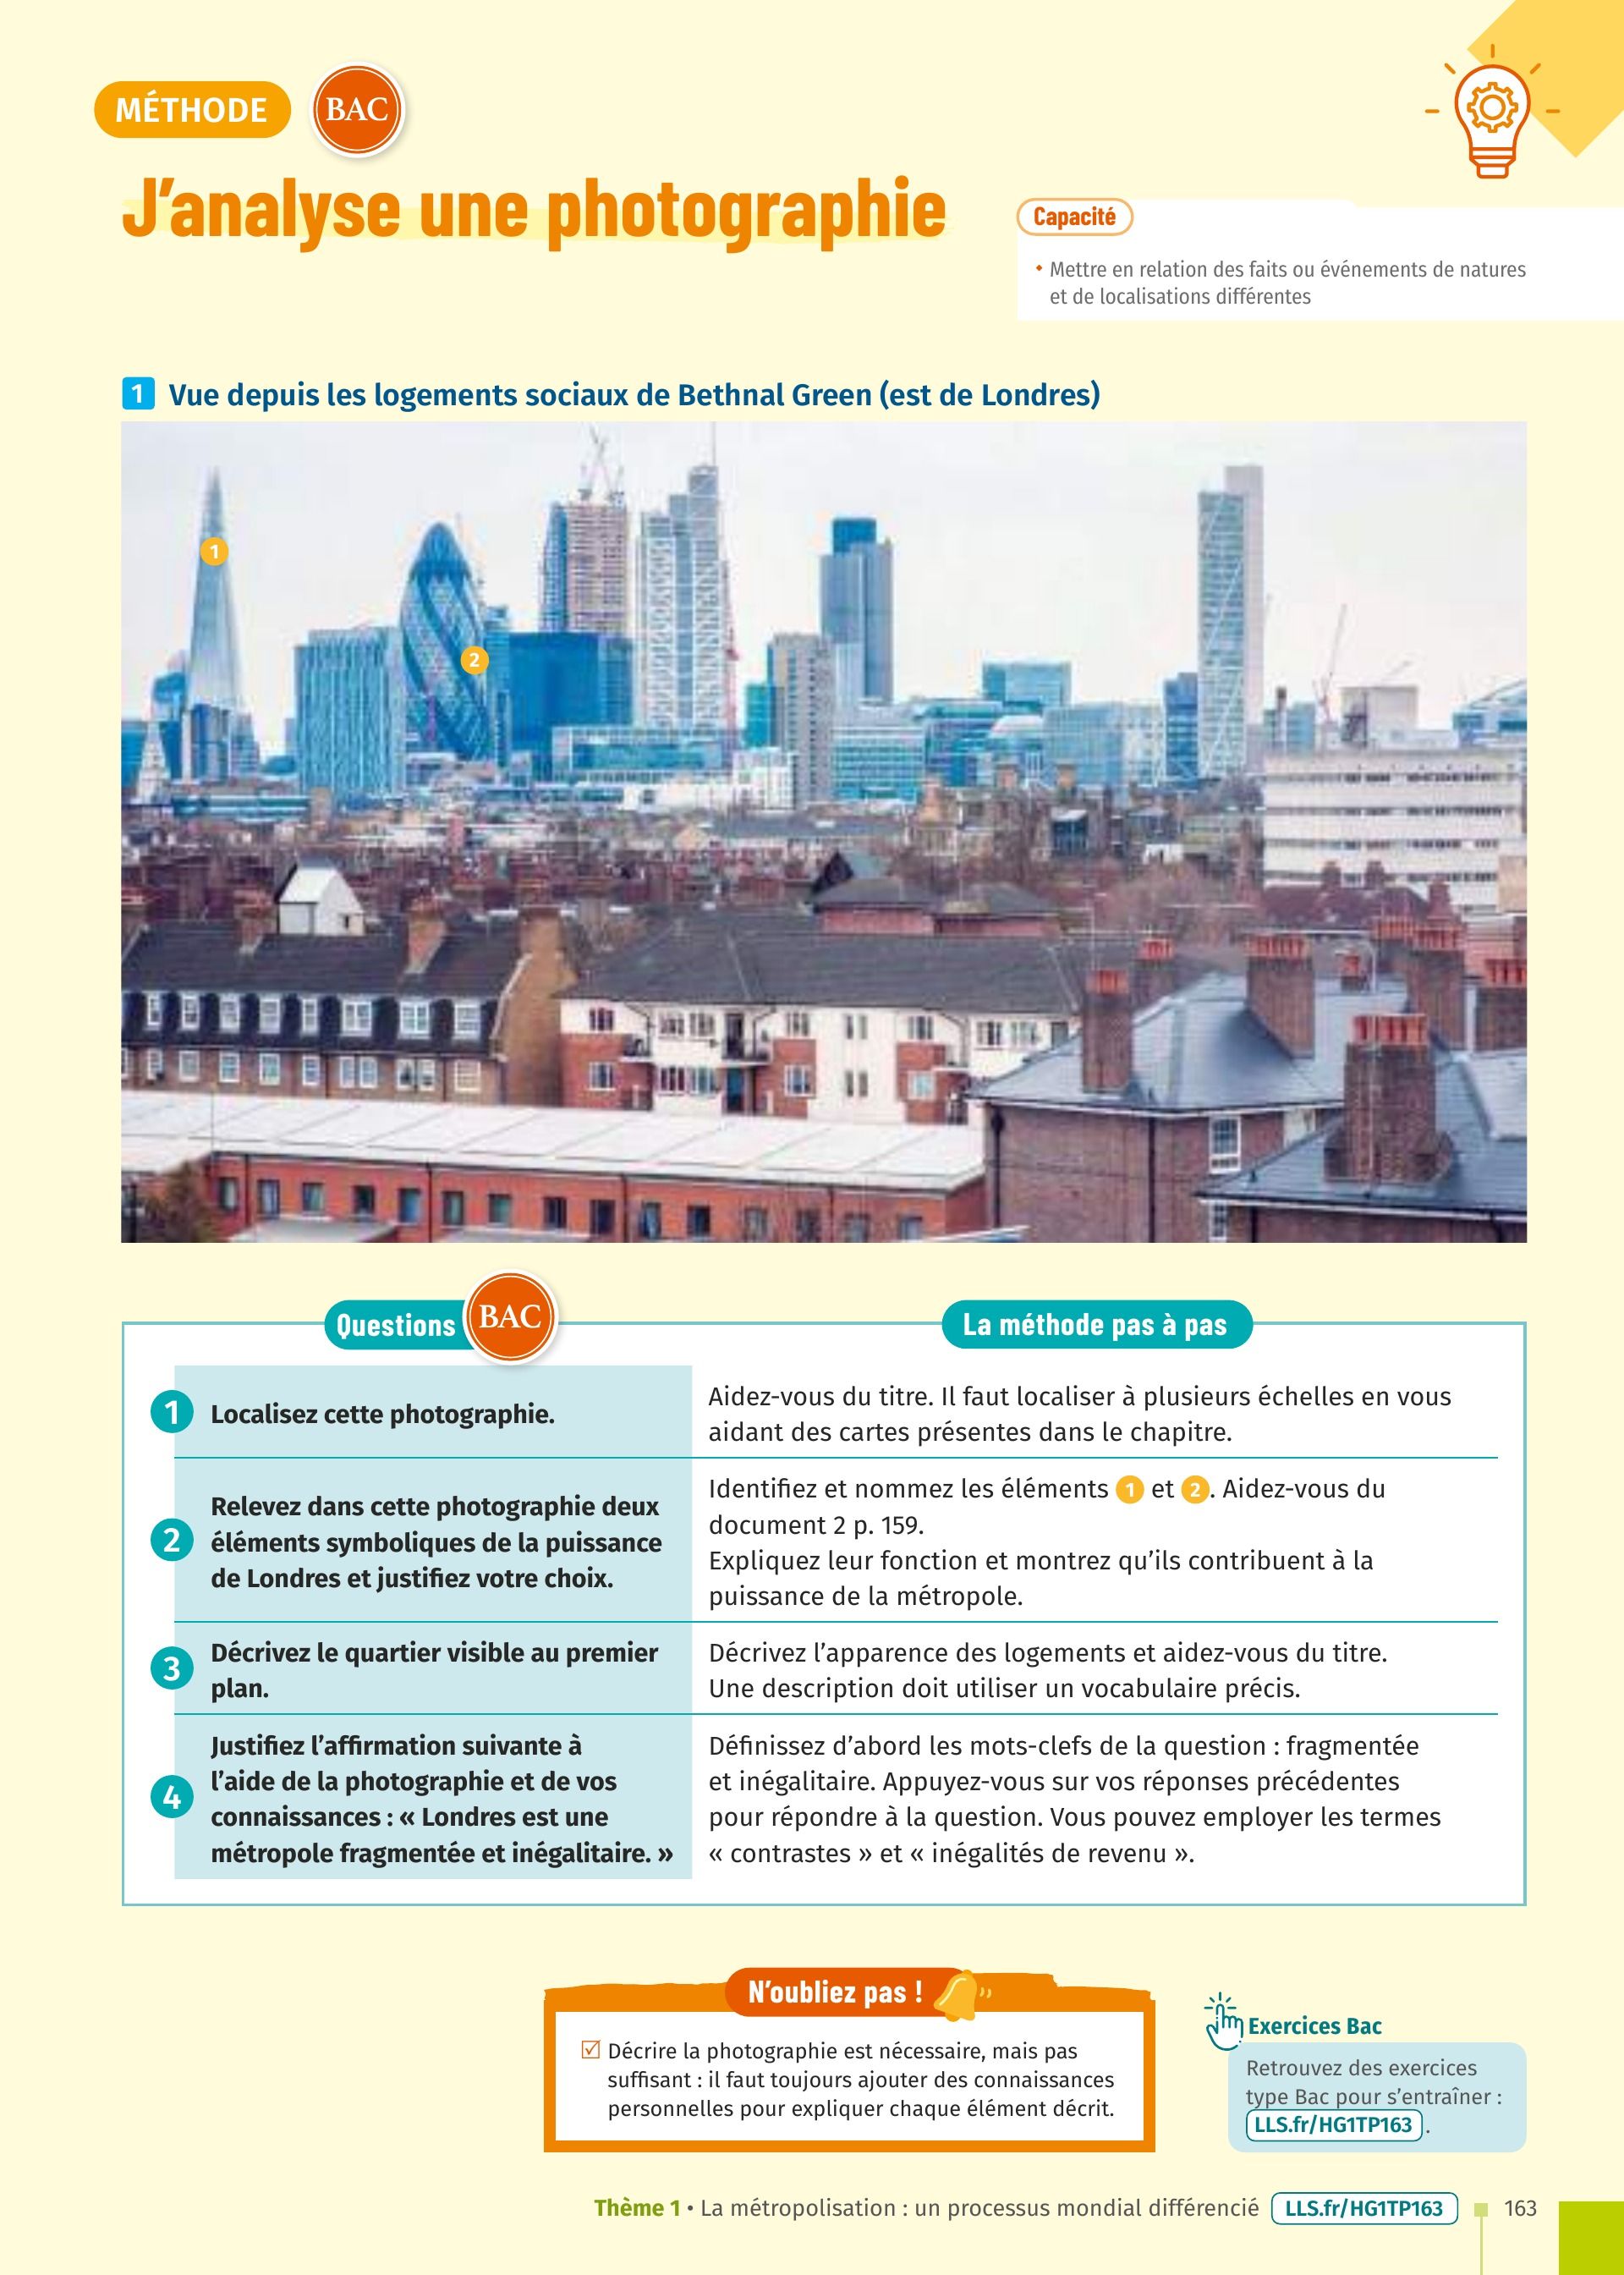 MÉTHODE
BAC
J'analyse une photographie
Capacité
• Mettre en relation des faits ou événements de natures
et de localisations différentes
1 Vue depuis les logements sociaux de Bethnal Green (est de Londres)
1
2
Questions
BAC
La méthode pas à pas
1
Localisez cette photographie.
Aidez-vous du titre. Il faut localiser à plusieurs échelles en vous
aidant des cartes présentes dans le chapitre.
2
Relevez dans cette photographie deux
éléments symboliques de la puissance
de Londres et justifiez votre choix.
Identifiez et nommez les éléments 1 et 2. Aidez-vous du
document 2 p. 159.
Expliquez leur fonction et montrez qu'ils contribuent à la
puissance de la métropole.
3
Décrivez le quartier visible au premier
plan.
Décrivez l'apparence des logements et aidez-vous du titre.
Une description doit utiliser un vocabulaire précis.
4
Justifiez l'affirmation suivante à
l'aide de la photographie et de vos
connaissances : « Londres est une
métropole fragmentée et inégalitaire. »
Définissez d'abord les mots-clefs de la question : fragmentée
et inégalitaire. Appuyez-vous sur vos réponses précédentes
pour répondre à la question. Vous pouvez employer les termes
« contrastes » et « inégalités de revenu ».
N'oubliez pas !
Décrire la photographie est nécessaire, mais pas
suffisant : il faut toujours ajouter des connaissances
personnelles pour expliquer chaque élément décrit.
Exercices Bac
Retrouvez des exercices
type Bac pour s'entraîner :
LLS.fr/HG1TP163 .
Thème 1 • La métropolisation : un processus mondial différencié LLS.fr/HG1TP163 163